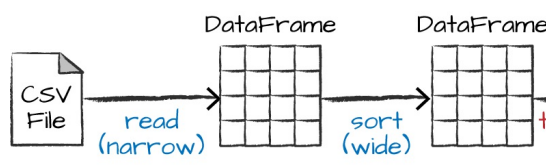 DataFrame
DataFrame
CSV
File
read
(narrow)
sort
(wide)